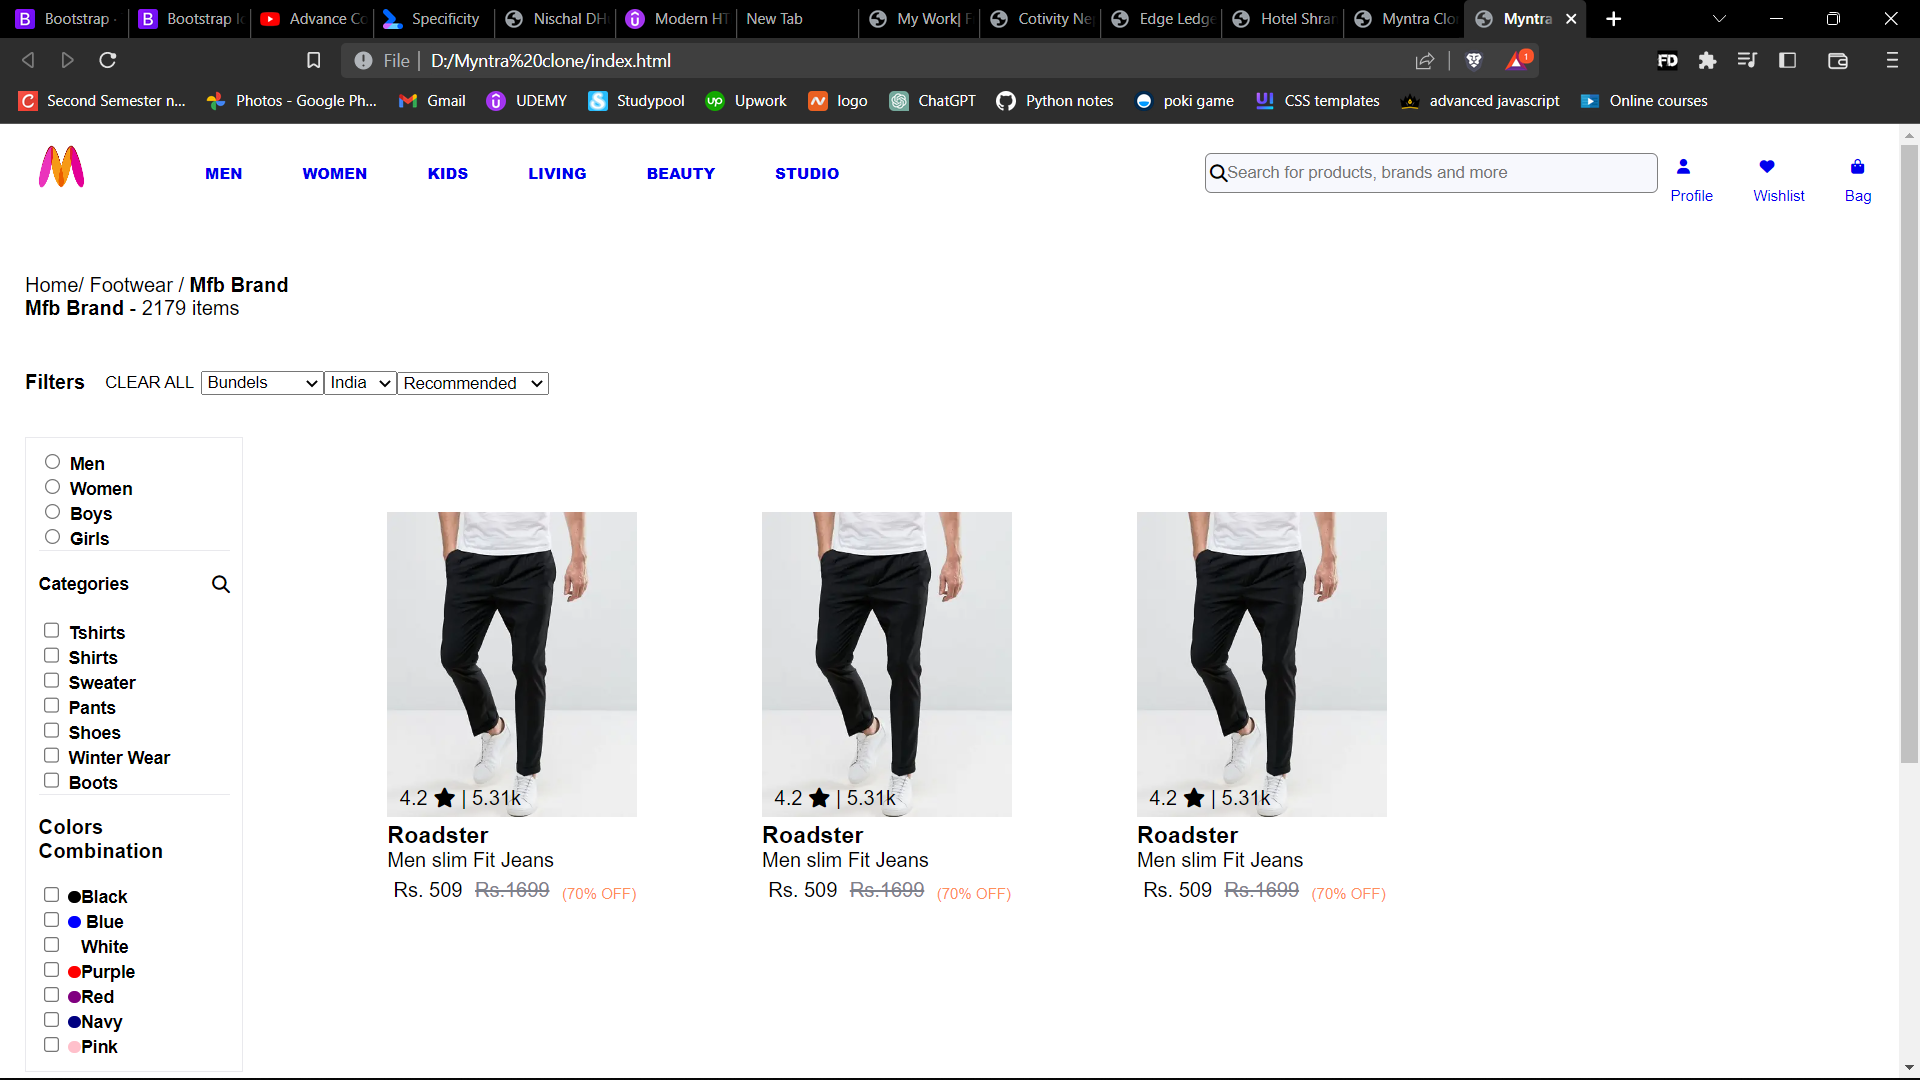 Bootstrap
Bootstrap
Advance Co
Specificity
Nischal DH
Modern HT
New Tab
My Work| F
Cotivity Ne
Edge Ledge
Hotel Shran
Myntra Clo
Myntra
File
D:/Myntra%20clone/index.html
1
FD
Second Semester n...
Photos - Google Ph...
Gmail
UDEMY
Studypool
Upwork
logo
ChatGPT
Python notes
poki game
CSS templates
advanced javascript
Online courses
MEN WOMEN KIDS LIVING BEAUTY STUDIO
Search for products, brands and more
Profile Wishlist Bag
Home/ Footwear / Mfb Brand
Mfb Brand - 2179 items
Filters CLEAR ALL Bundels India Recommended
Men
Women
Boys
Girls
Categories
Tshirts
Shirts
Sweater
Pants
Shoes
Winter Wear
Boots
Colors
Combination
Black
Blue
White
Purple
Red
Navy
Pink
4.2 | 5.31k
Roadster
Men slim Fit Jeans
Rs. 509 Rs.1699 (70% OFF)
4.2 | 5.31k
Roadster
Men slim Fit Jeans
Rs. 509 Rs.1699 (70% OFF)
4.2 | 5.31k
Roadster
Men slim Fit Jeans
Rs. 509 Rs.1699 (70% OFF)